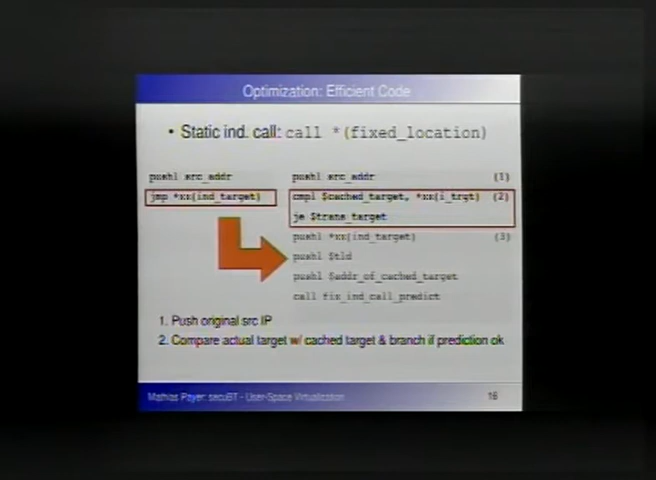 Optimization: Efficient Code
• Static ind. call: call *(fixed_location)
pushl src_addr
jmp *xx(ind_target)
pushl src_addr (1)
cmpl $cached_target, *xx(i_trgt) (2)
je $trans_target
pushl *xx(ind_target) (3)
pushl $tld
pushl $addr_of_cached_target
call fix_ind_call_predict
1. Push original src IP
2. Compare actual target w/ cached target & branch if prediction ok
Mathias Payer: secuBT - User-Space Virtualization 16